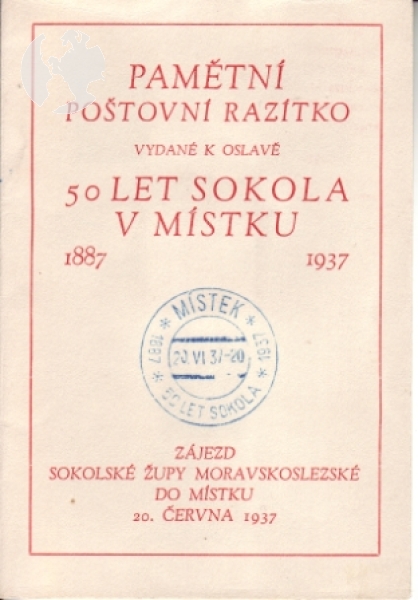 PAMĚTNÍ
POŠTOVNÍ RAZÍTKO
VYDANÉ K OSLAVĚ
50 LET SOKOLA
V MÍSTKU
1887 1937
MÍSTEK
* 1887 * 1937 *
20.VI 37-20
50 LET SOKOLA
ZÁJEZD
SOKOLSKÉ ŽUPY MORAVSKOSLEZSKÉ
DO MÍSTKU
20. ČERVNA 1937